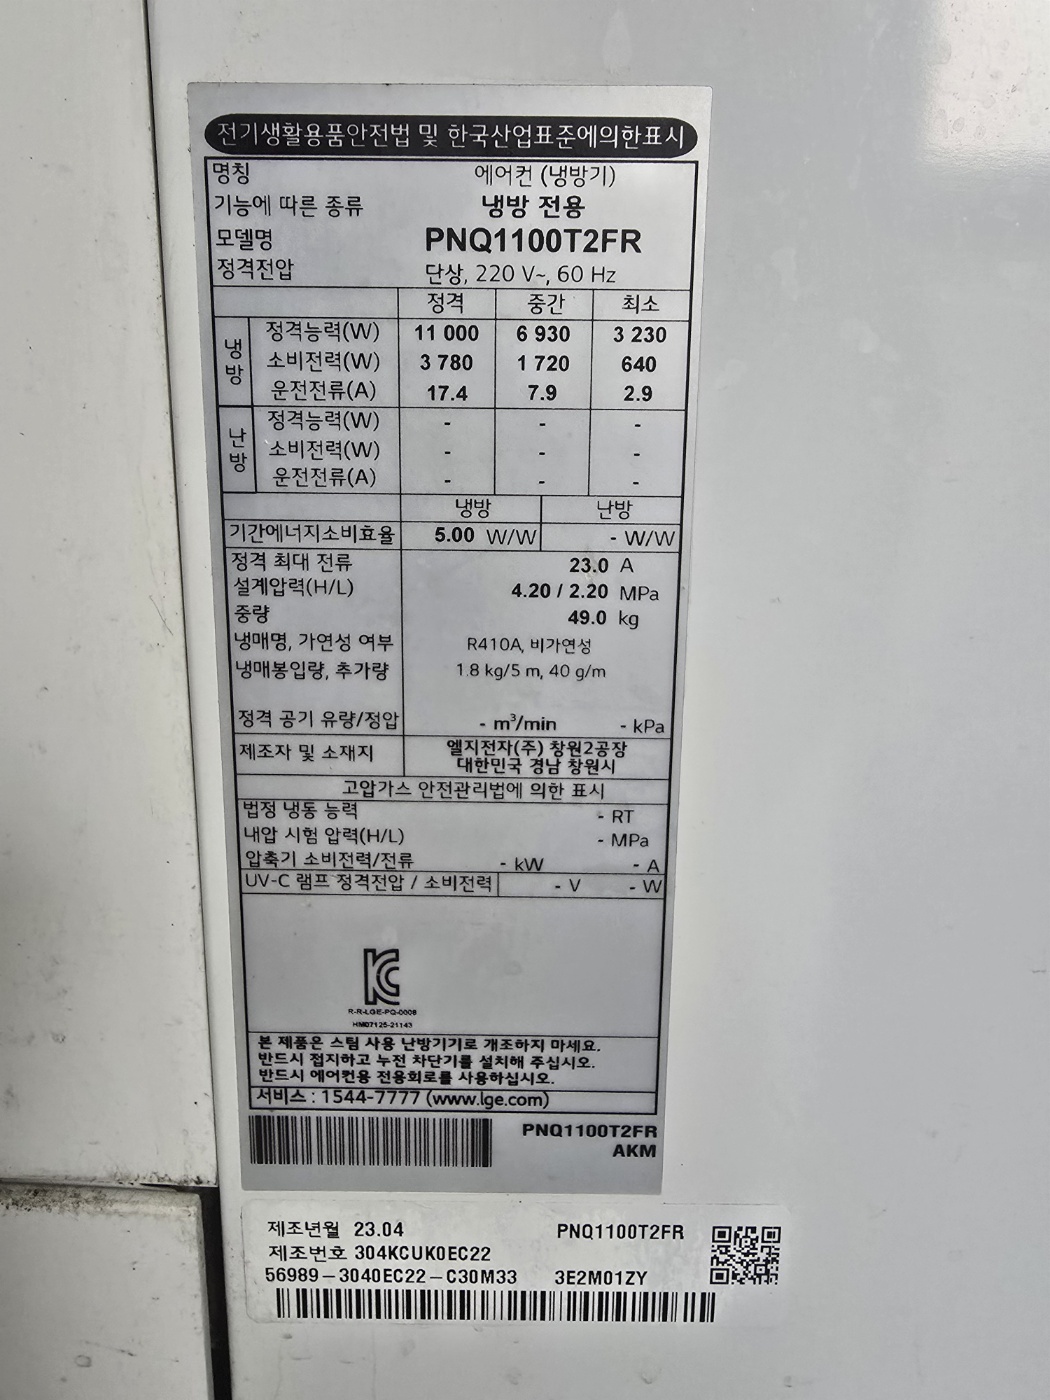 전기생활용품안전법 및 한국산업표준에의한표시
명칭 에어컨 (냉방기)
기능에 따른 종류 냉방 전용
모델명 PNQ1100T2FR
정격전압 단상, 220 V~, 60 Hz
정격 중간 최소
냉방
정격능력(W) 11 000 6 930 3 230
소비전력(W) 3 780 1 720 640
운전전류(A) 17.4 7.9 2.9
난방
정격능력(W) - - -
소비전력(W) - - -
운전전류(A) - - -
냉방 난방
기간에너지소비효율 5.00 W/W - W/W
정격 최대 전류 23.0 A
설계압력(H/L) 4.20 / 2.20 MPa
중량 49.0 kg
냉매명, 가연성 여부 R410A, 비가연성
냉매봉입량, 추가량 1.8 kg/5 m, 40 g/m
정격 공기 유량/정압 - m³/min - kPa
제조자 및 소재지 엘지전자(주) 창원2공장
대한민국 경남 창원시
고압가스 안전관리법에 의한 표시
법정 냉동 능력 - RT
내압 시험 압력(H/L) - MPa
압축기 소비전력/전류 - kW - A
UV-C 램프 정격전압 / 소비전력 - V - W
R-R-LGE-PQ-0008
HM07125-21143
본 제품은 스팀 사용 난방기기로 개조하지 마세요.
반드시 접지하고 누전 차단기를 설치해 주십시오.
반드시 에어컨용 전용회로를 사용하십시오.
서비스 : 1544-7777 (www.lge.com)
PNQ1100T2FR
AKM
제조년월 23.04 PNQ1100T2FR
제조번호 304KCUK0EC22
56989-3040EC22-C30M33 3E2M01ZY